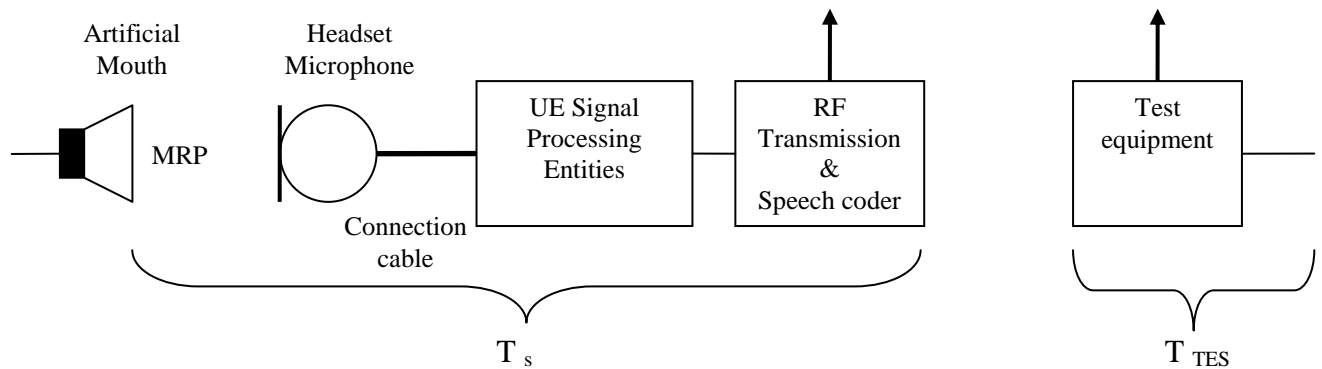 Artificial
Mouth
Headset
Microphone
MRP
Connection
cable
UE Signal
Processing
Entities
RF
Transmission
&
Speech coder
Test
equipment
T s
T TES